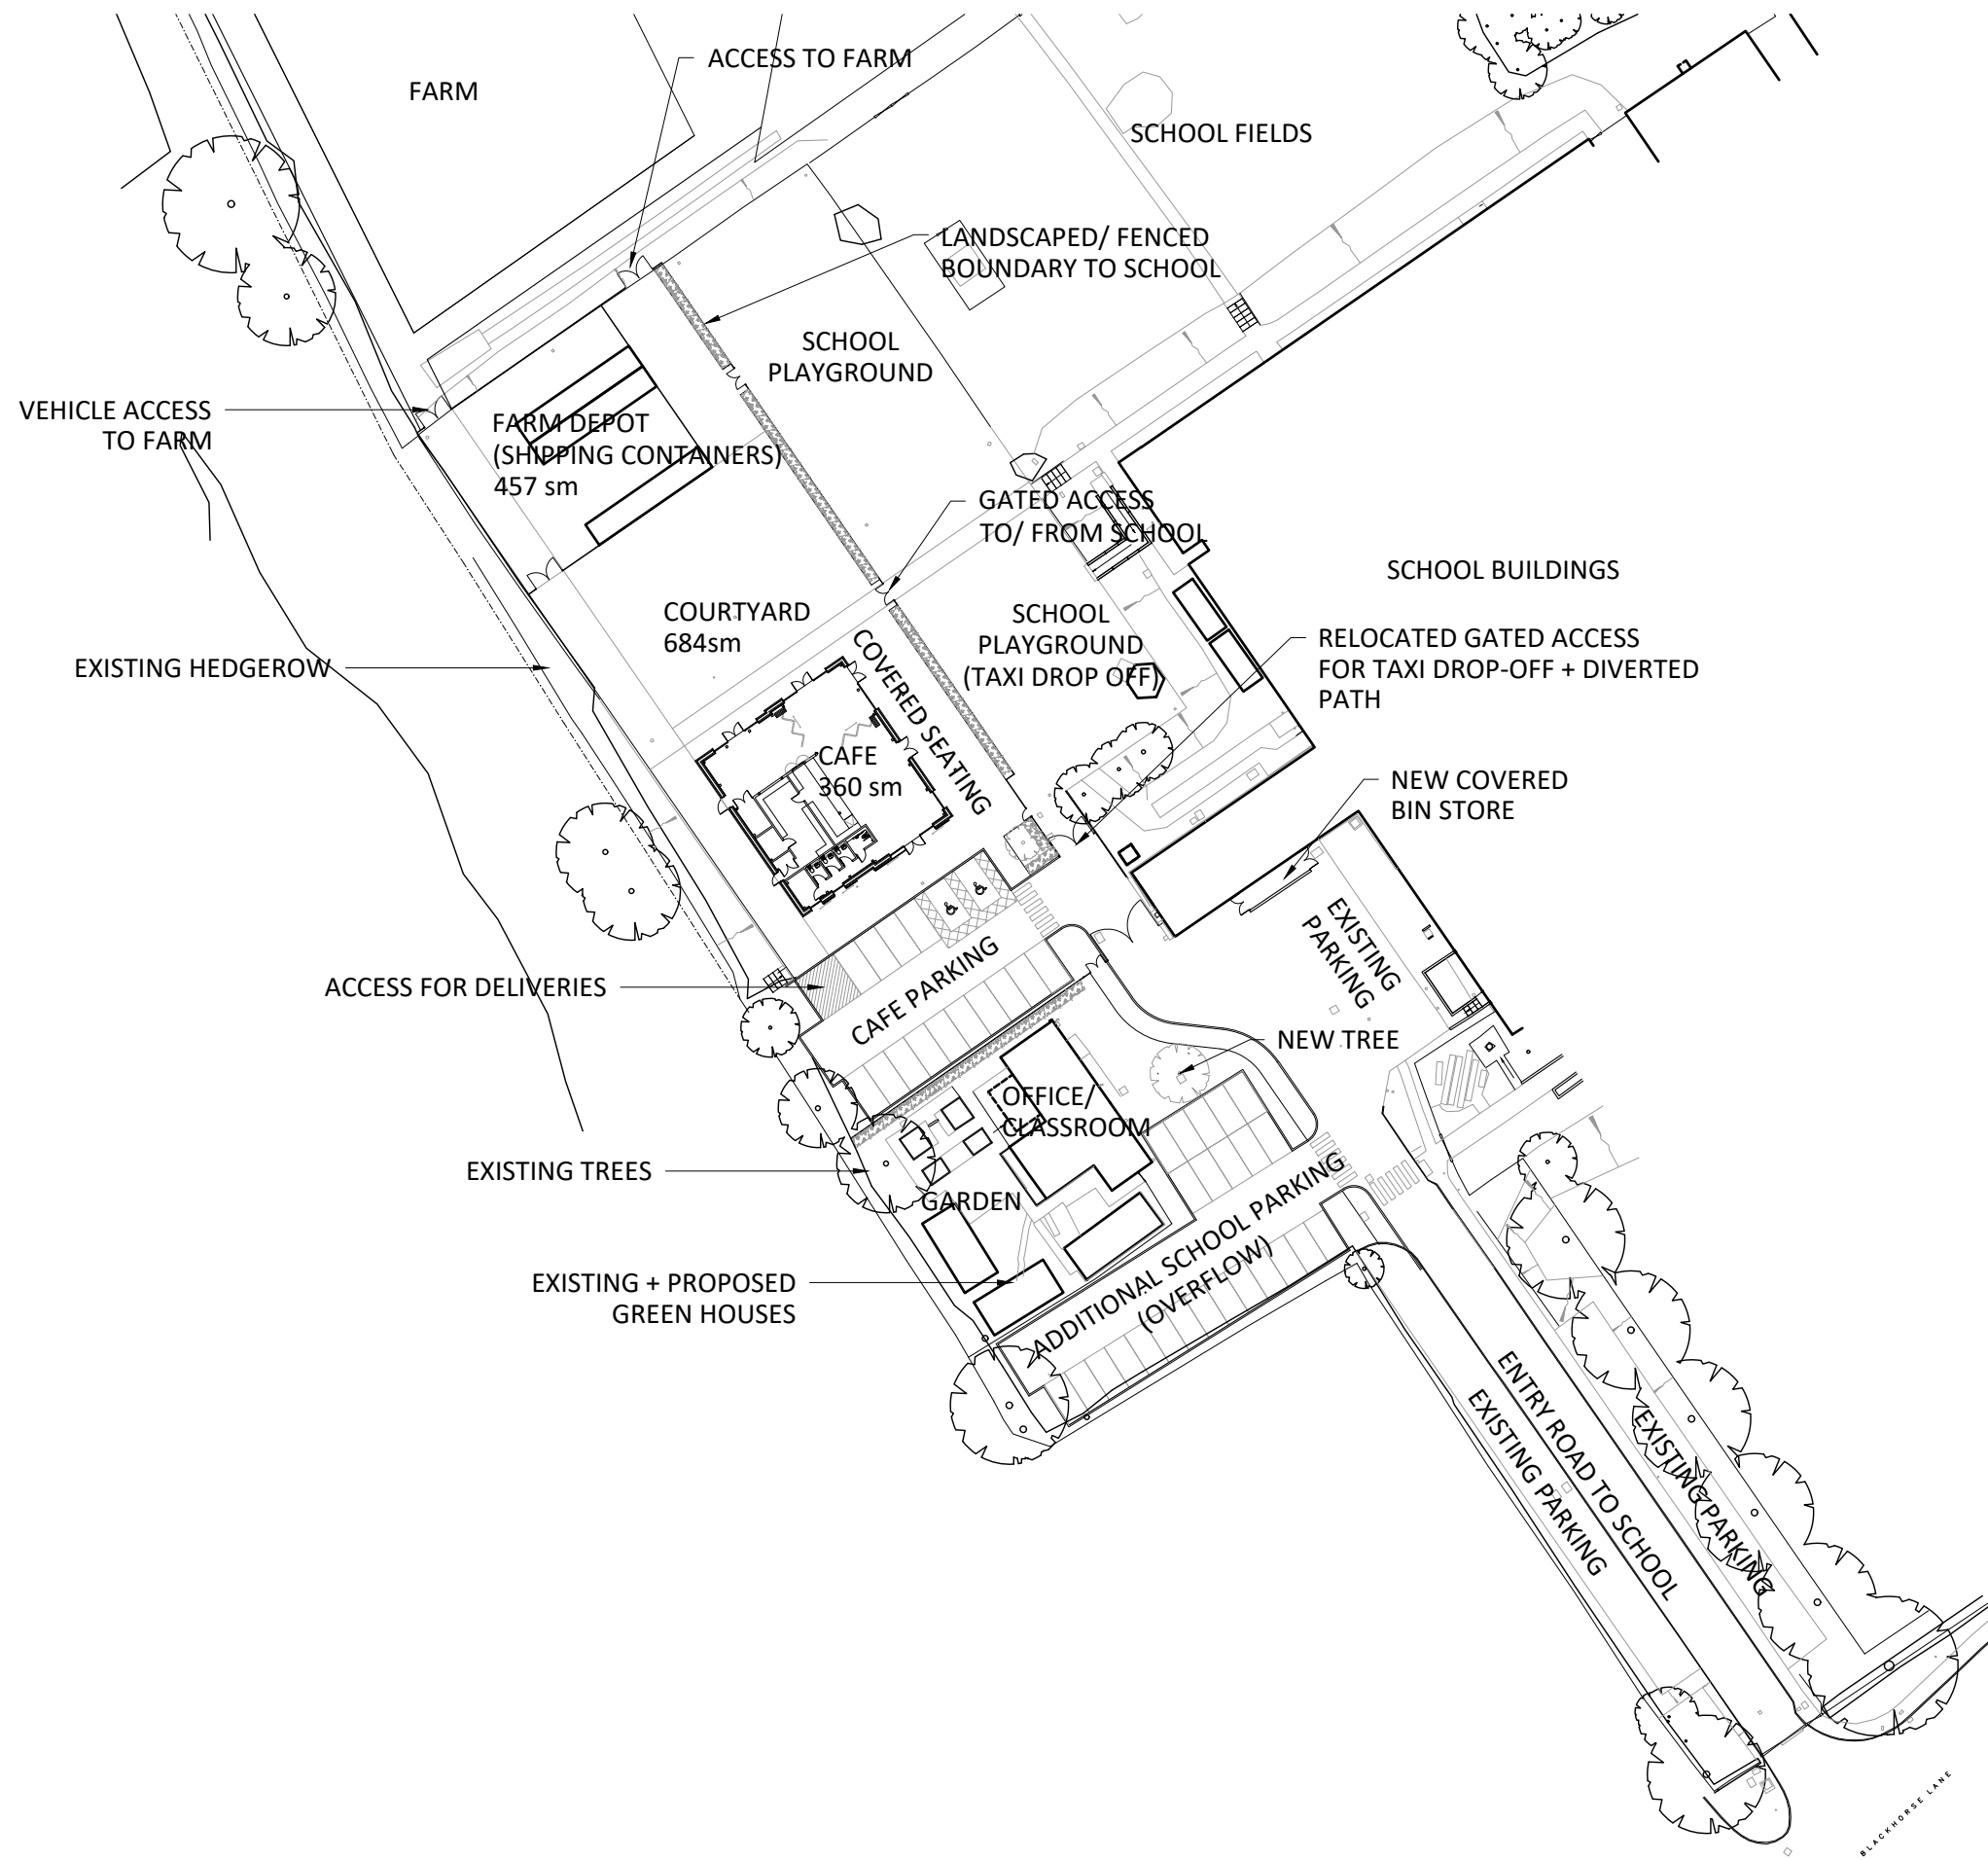 ACCESS TO FARM
FARM
SCHOOL FIELDS
LANDSCAPED/ FENCED
BOUNDARY TO SCHOOL
SCHOOL
PLAYGROUND
VEHICLE ACCESS
TO FARM
FARM DEPOT
(SHIPPING CONTAINERS)
457 sm
GATED ACCESS
TO/ FROM SCHOOL
SCHOOL BUILDINGS
COURTYARD
684sm
SCHOOL
PLAYGROUND
(TAXI DROP OFF)
RELOCATED GATED ACCESS
FOR TAXI DROP-OFF + DIVERTED
PATH
EXISTING HEDGEROW
COVERED SEATING
CAFE
360 sm
NEW COVERED
BIN STORE
EXISTING
PARKING
ACCESS FOR DELIVERIES
CAFE PARKING
NEW TREE
OFFICE/
CLASSROOM
EXISTING TREES
GARDEN
EXISTING + PROPOSED
GREEN HOUSES
ADDITIONAL SCHOOL PARKING
(OVERFLOW)
ENTRY ROAD TO SCHOOL
EXISTING PARKING
EXISTING PARKING
BLACKHORSE LANE